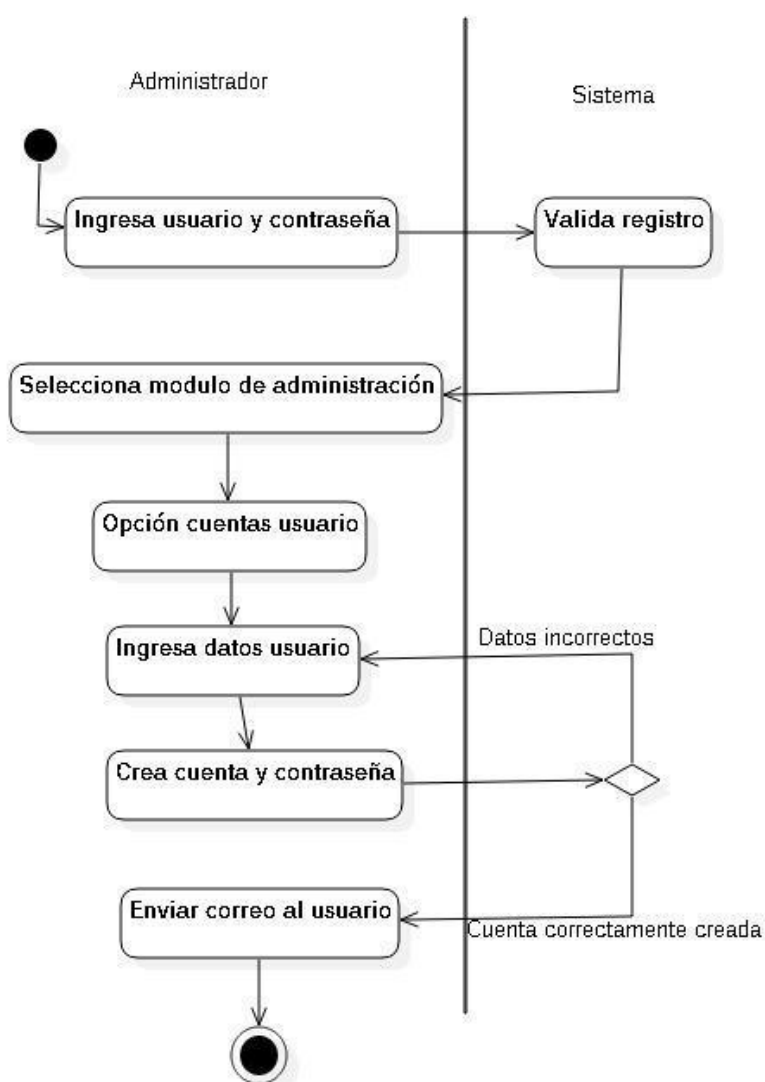 Administrador
Sistema
Ingresa usuario y contraseña
Valida registro
Selecciona modulo de administración
Opción cuentas usuario
Ingresa datos usuario
Datos incorrectos
Crea cuenta y contraseña
Enviar correo al usuario
Cuenta correctamente creada